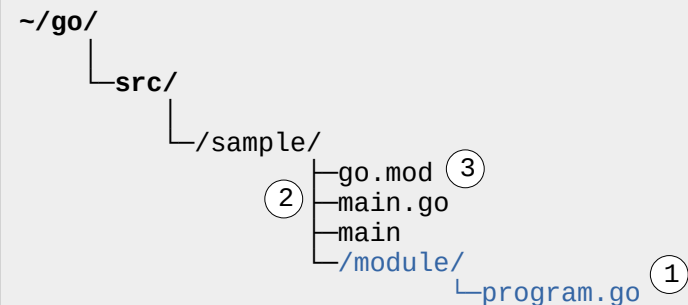 ~/go/
src/
/sample/
go.mod 3
2 main.go
main
/module/
1
program.go